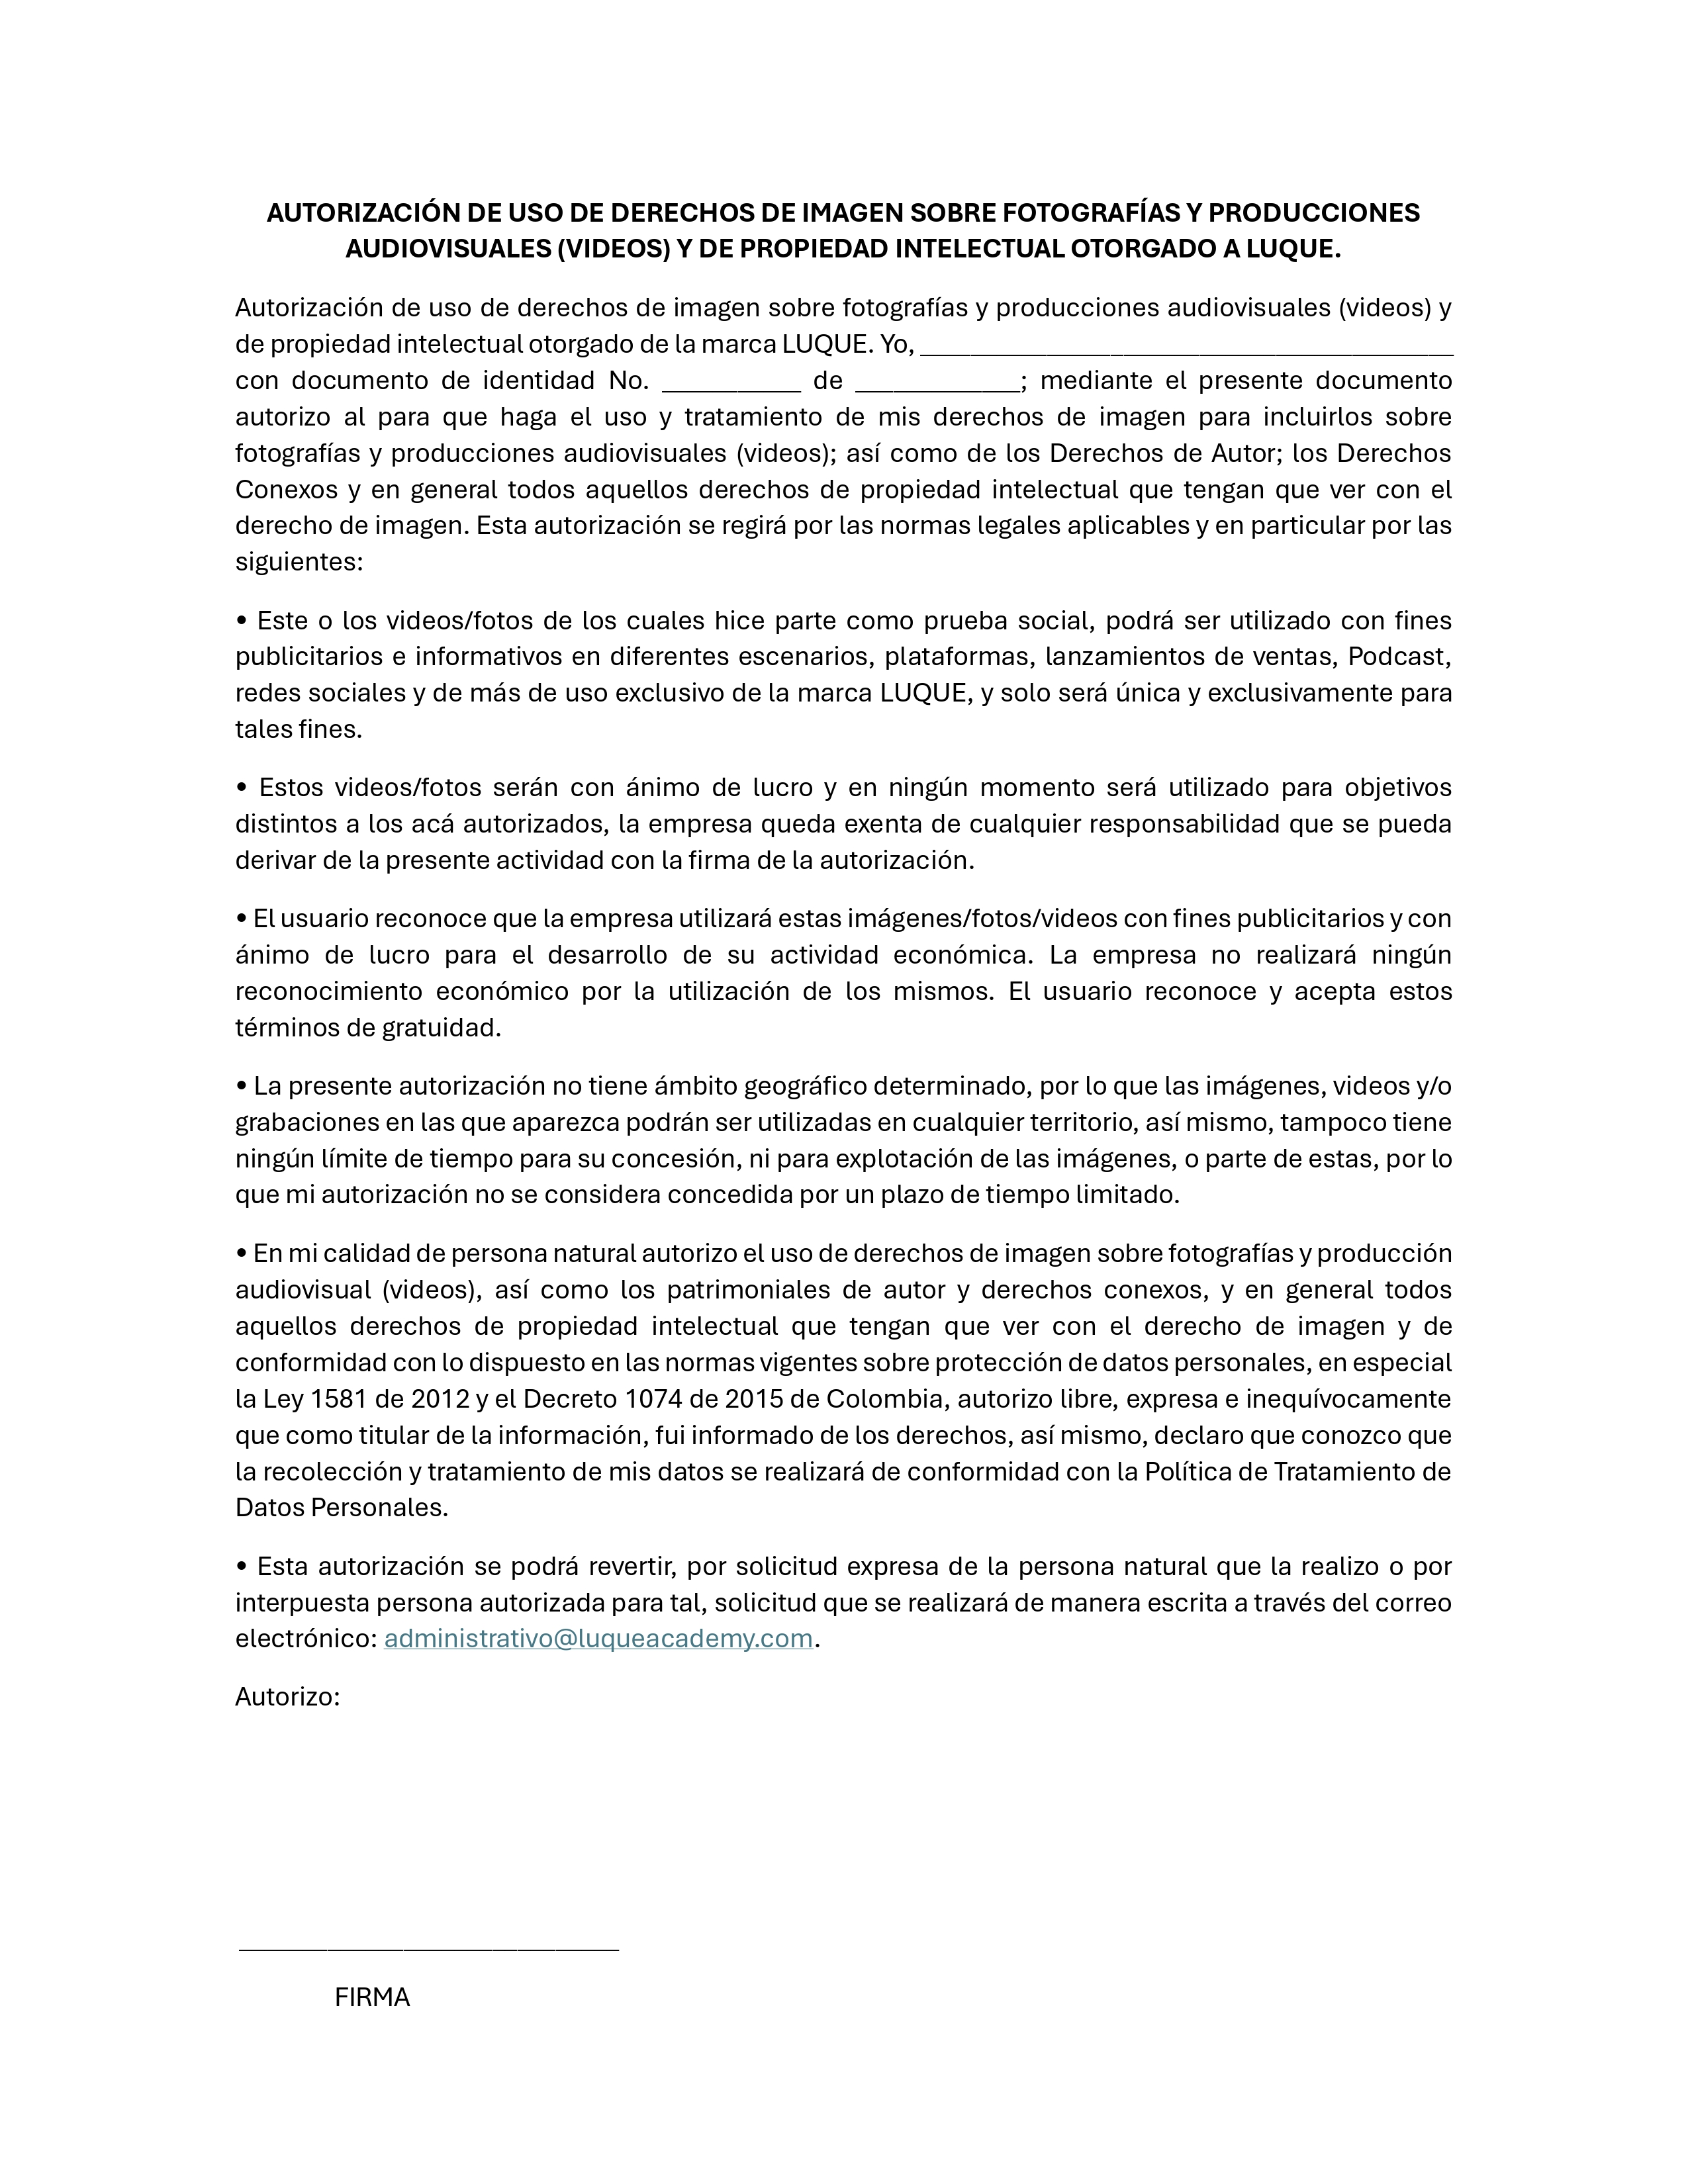 AUTORIZACIÓN DE USO DE DERECHOS DE IMAGEN SOBRE FOTOGRAFÍAS Y PRODUCCIONES
AUDIOVISUALES (VIDEOS) Y DE PROPIEDAD INTELECTUAL OTORGADO A LUQUE.
Autorización de uso de derechos de imagen sobre fotografías y producciones audiovisuales (videos) y
de propiedad intelectual otorgado de la marca LUQUE. Yo, __________________________________________
con documento de identidad No. ___________ de _____________; mediante el presente documento
autorizo al para que haga el uso y tratamiento de mis derechos de imagen para incluirlos sobre
fotografías y producciones audiovisuales (videos); así como de los Derechos de Autor; los Derechos
Conexos y en general todos aquellos derechos de propiedad intelectual que tengan que ver con el
derecho de imagen. Esta autorización se regirá por las normas legales aplicables y en particular por las
siguientes:
• Este o los videos/fotos de los cuales hice parte como prueba social, podrá ser utilizado con fines
publicitarios e informativos en diferentes escenarios, plataformas, lanzamientos de ventas, Podcast,
redes sociales y de más de uso exclusivo de la marca LUQUE, y solo será única y exclusivamente para
tales fines.
• Estos videos/fotos serán con ánimo de lucro y en ningún momento será utilizado para objetivos
distintos a los acá autorizados, la empresa queda exenta de cualquier responsabilidad que se pueda
derivar de la presente actividad con la firma de la autorización.
• El usuario reconoce que la empresa utilizará estas imágenes/fotos/videos con fines publicitarios y con
ánimo de lucro para el desarrollo de su actividad económica. La empresa no realizará ningún
reconocimiento económico por la utilización de los mismos. El usuario reconoce y acepta estos
términos de gratuidad.
• La presente autorización no tiene ámbito geográfico determinado, por lo que las imágenes, videos y/o
grabaciones en las que aparezca podrán ser utilizadas en cualquier territorio, así mismo, tampoco tiene
ningún límite de tiempo para su concesión, ni para explotación de las imágenes, o parte de estas, por lo
que mi autorización no se considera concedida por un plazo de tiempo limitado.
• En mi calidad de persona natural autorizo el uso de derechos de imagen sobre fotografías y producción
audiovisual (videos), así como los patrimoniales de autor y derechos conexos, y en general todos
aquellos derechos de propiedad intelectual que tengan que ver con el derecho de imagen y de
conformidad con lo dispuesto en las normas vigentes sobre protección de datos personales, en especial
la Ley 1581 de 2012 y el Decreto 1074 de 2015 de Colombia, autorizo libre, expresa e inequívocamente
que como titular de la información, fui informado de los derechos, así mismo, declaro que conozco que
la recolección y tratamiento de mis datos se realizará de conformidad con la Política de Tratamiento de
Datos Personales.
• Esta autorización se podrá revertir, por solicitud expresa de la persona natural que la realizo o por
interpuesta persona autorizada para tal, solicitud que se realizará de manera escrita a través del correo
electrónico: administrativo@luqueacademy.com.
Autorizo:
______________________________
FIRMA